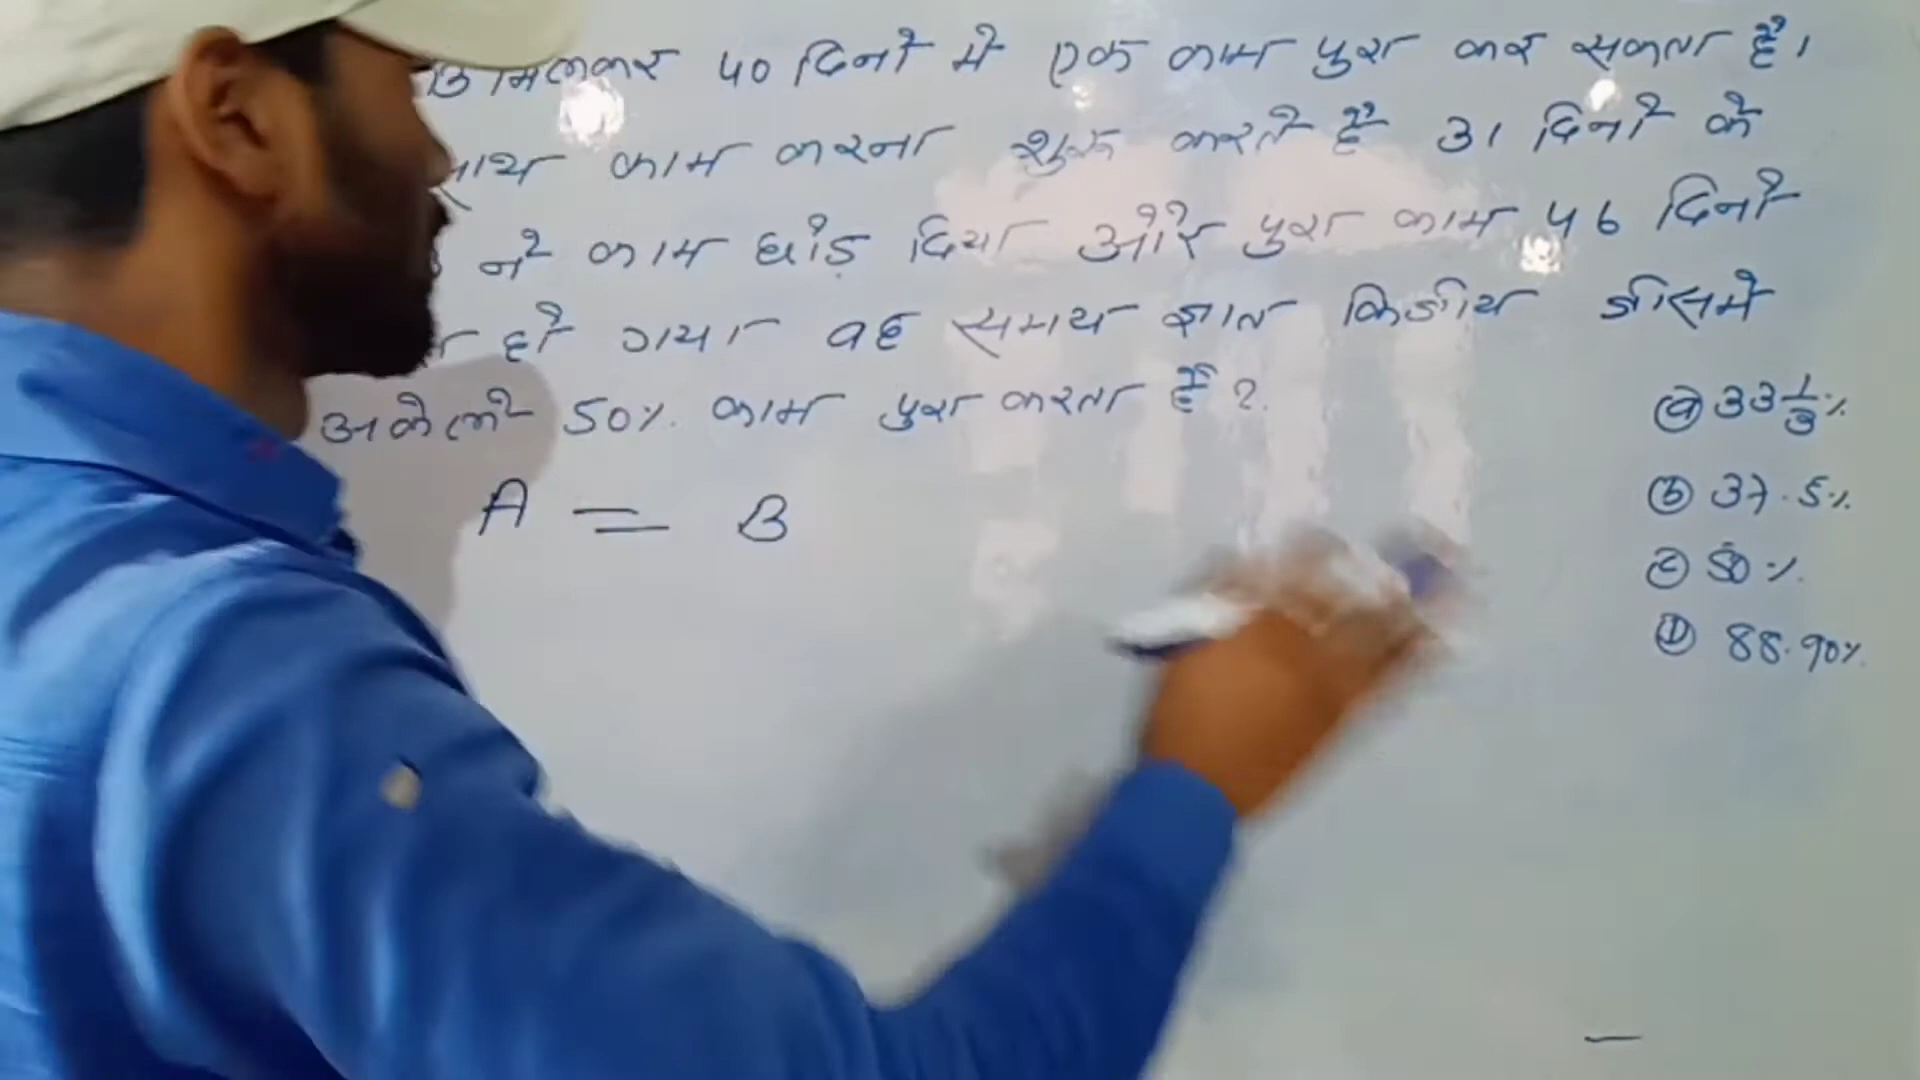 B मिलकर 40 दिनों में एक काम पुरा कर सकता है।
साथ काम करना शुरू करते हैं 31 दिनों के
ने काम छोड़ दिया और पुरा काम 46 दिनों
हो गया वह समय ज्ञात किजीय जीसमें
अकेले 50% काम पुरा करता है ?
A = B
(a) 33 1/3 %
(b) 37.5%
(c) 50%
(D) 88.90%